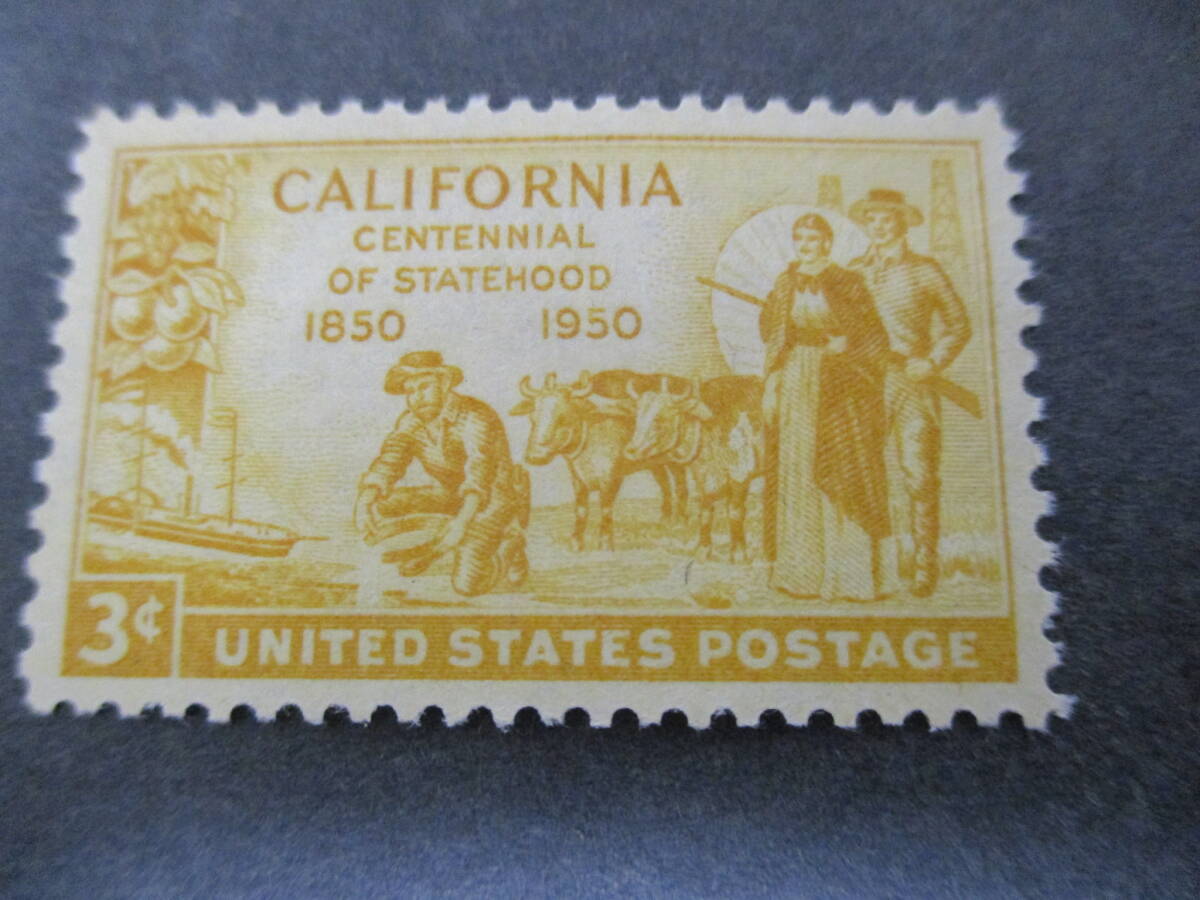 CALIFORNIA
CENTENNIAL
OF STATEHOOD
1850 1950
3¢
UNITED STATES POSTAGE